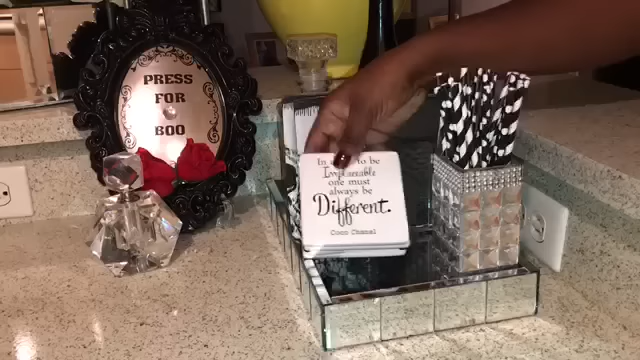 PRESS
FOR
BOO
In to be
Irreplaceable
one must
always be
Different.
Coco Chanel